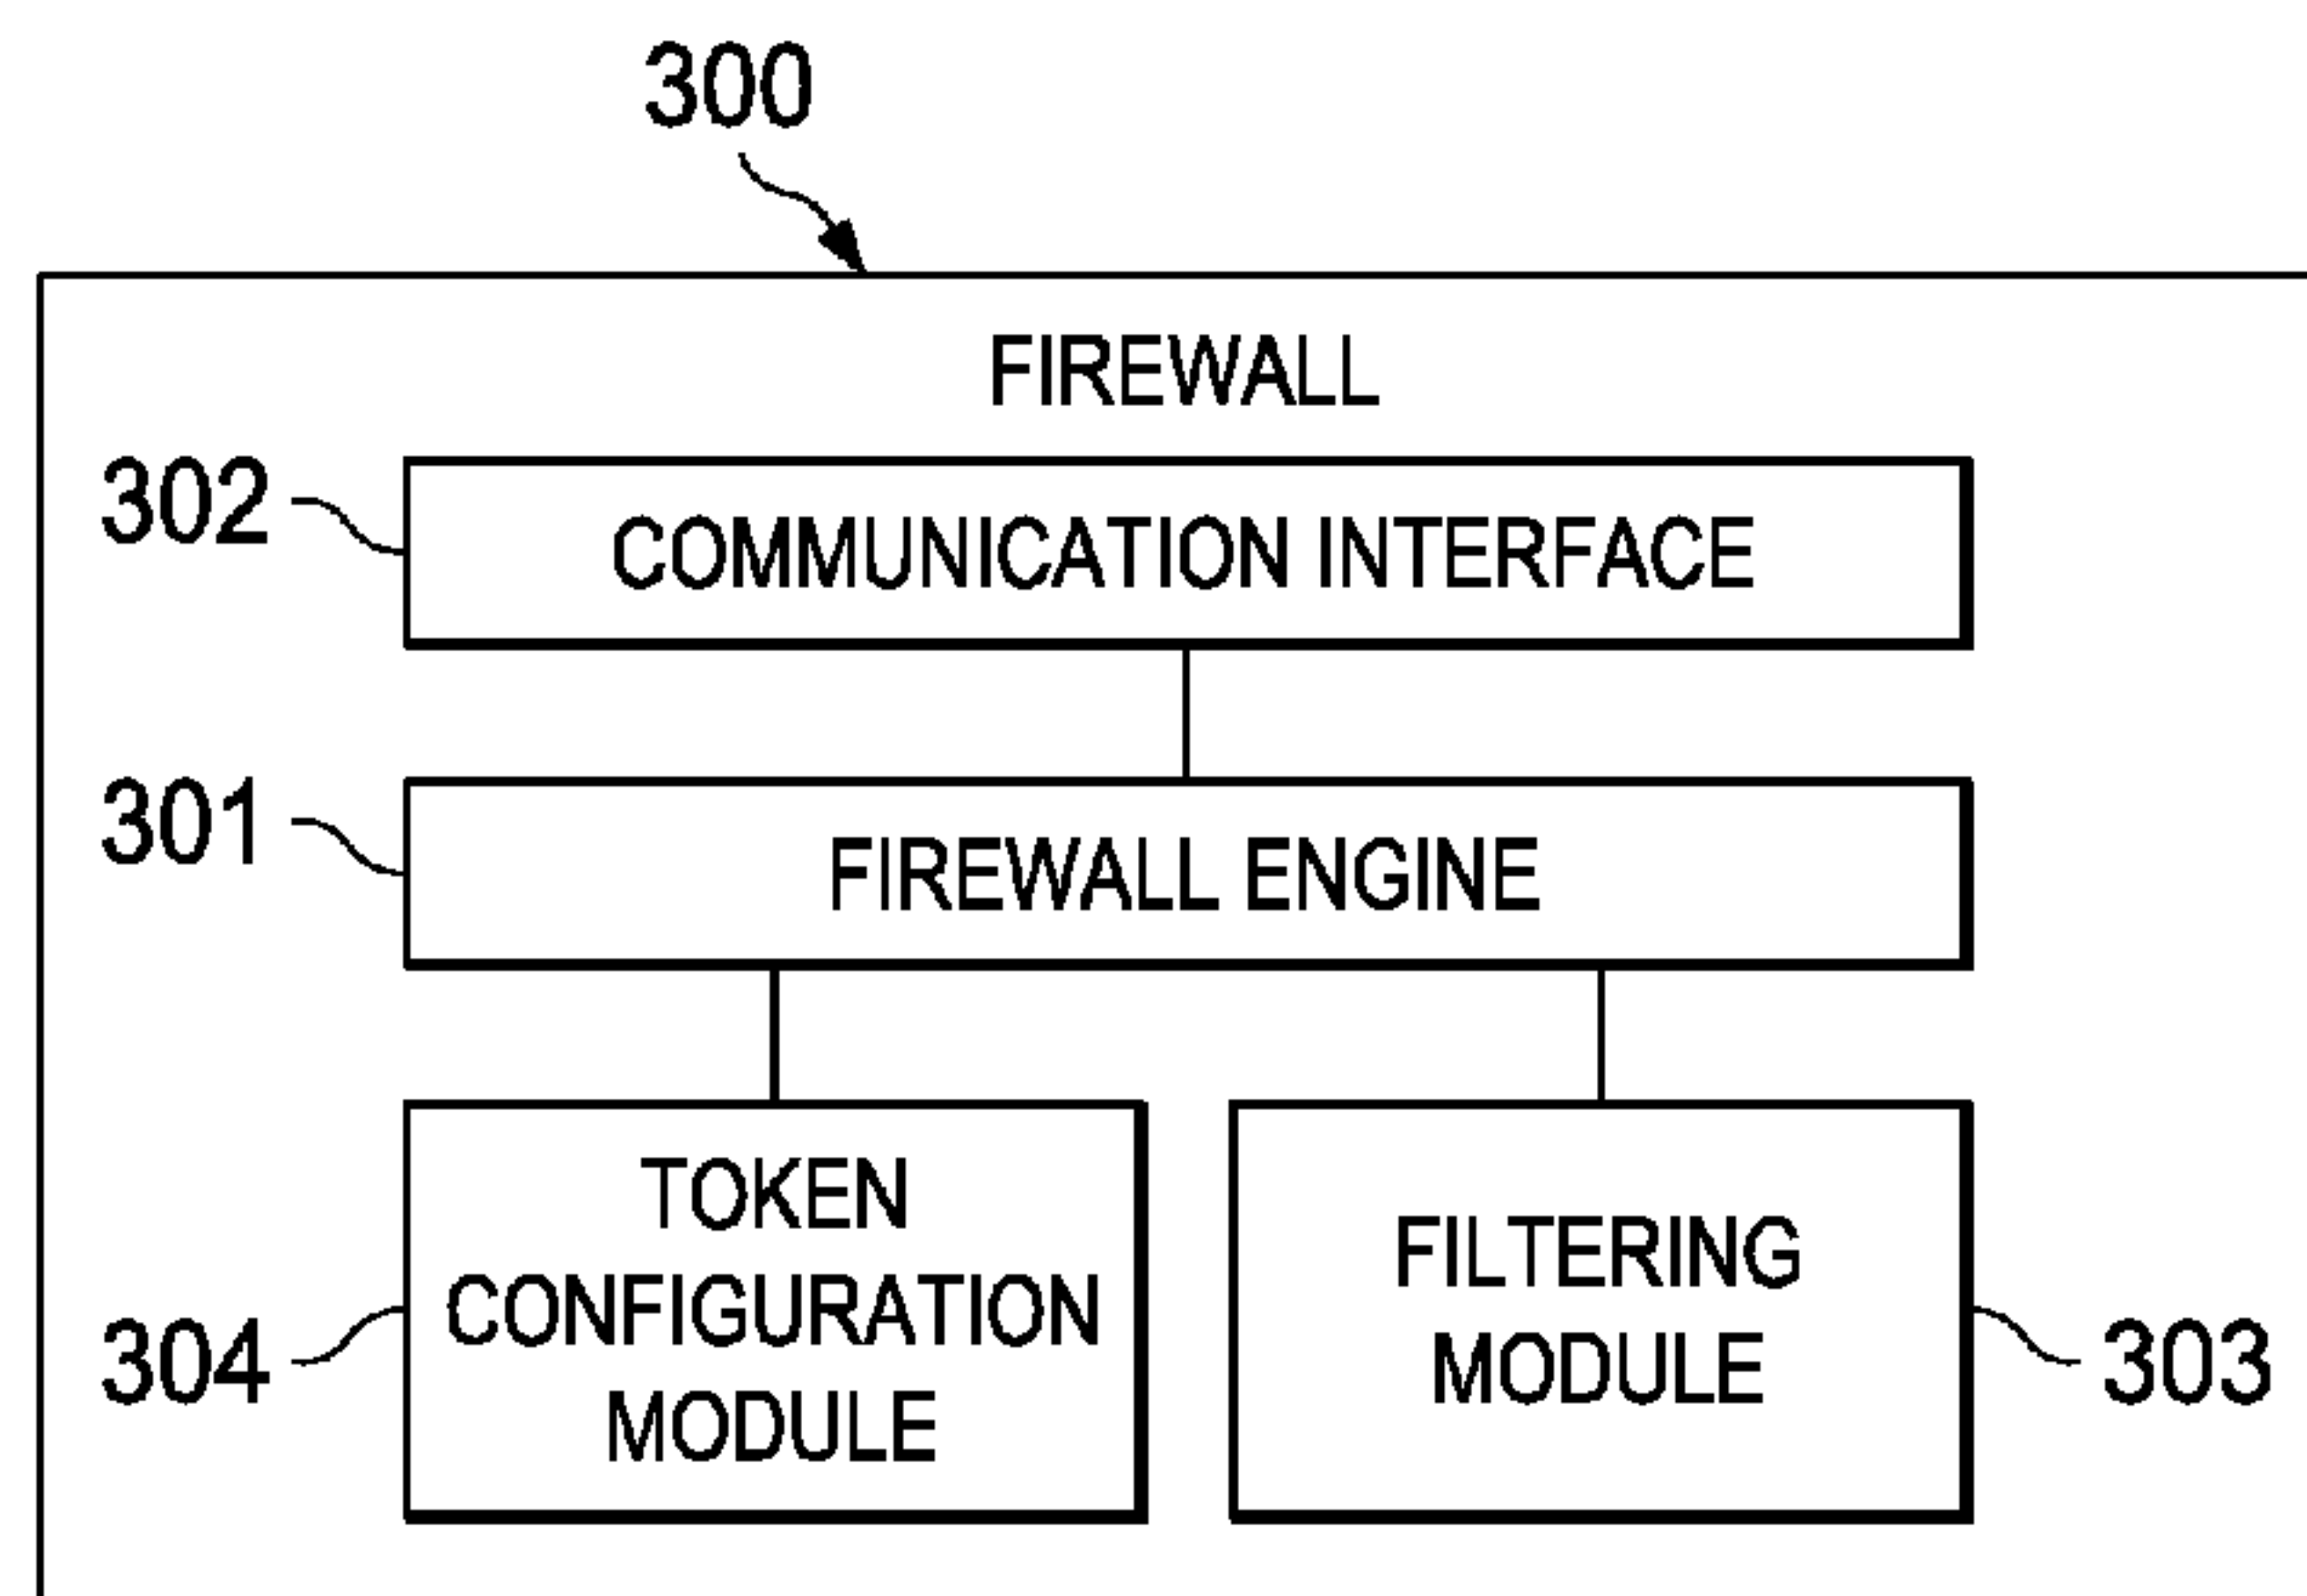 300
FIREWALL
302
COMMUNICATION INTERFACE
301
FIREWALL ENGINE
TOKEN
CONFIGURATION
MODULE
304
FILTERING
MODULE
303